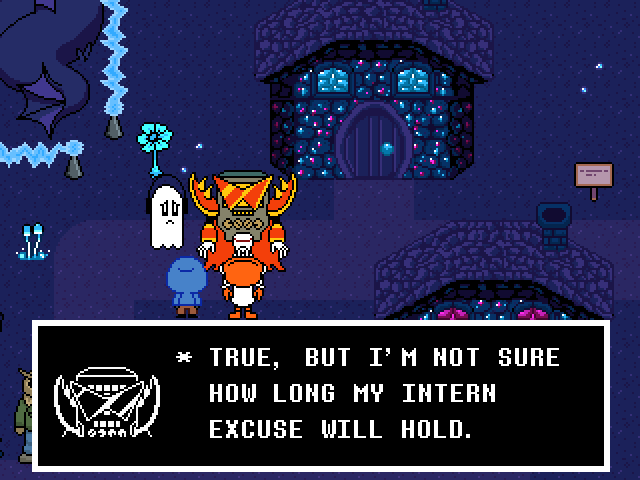 * TRUE, BUT I'M NOT SURE
HOW LONG MY INTERN
EXCUSE WILL HOLD.